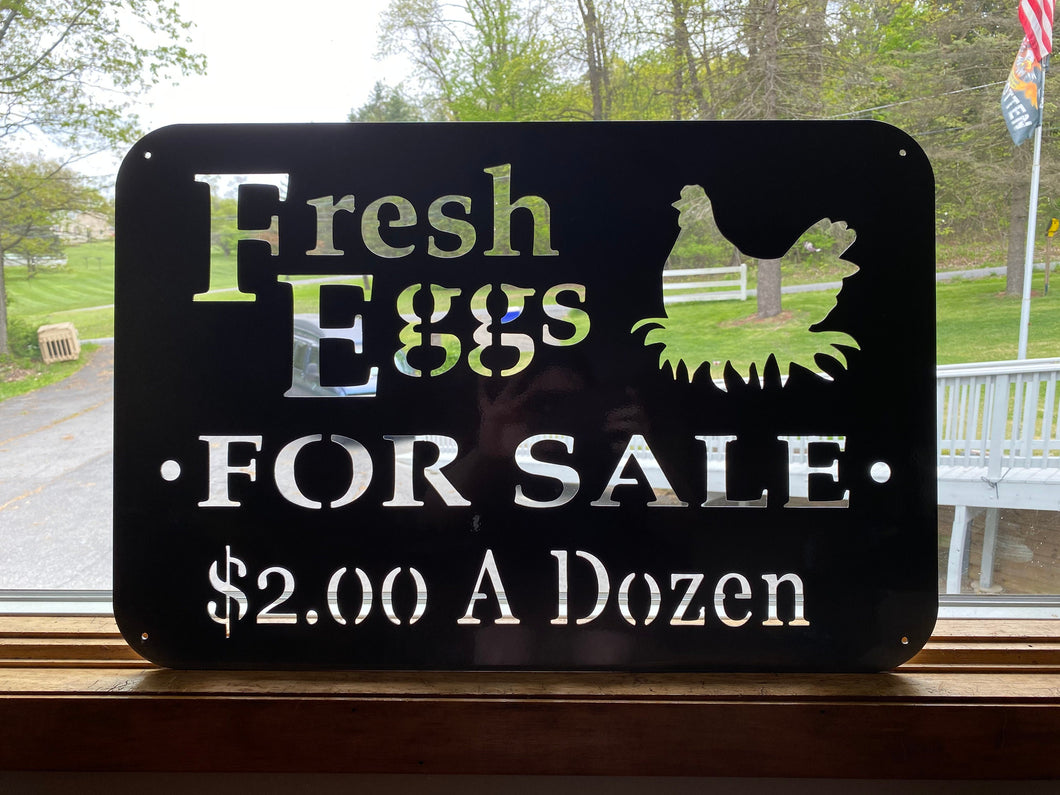 Fresh
Eggs
• FOR SALE •
$2.00 A Dozen